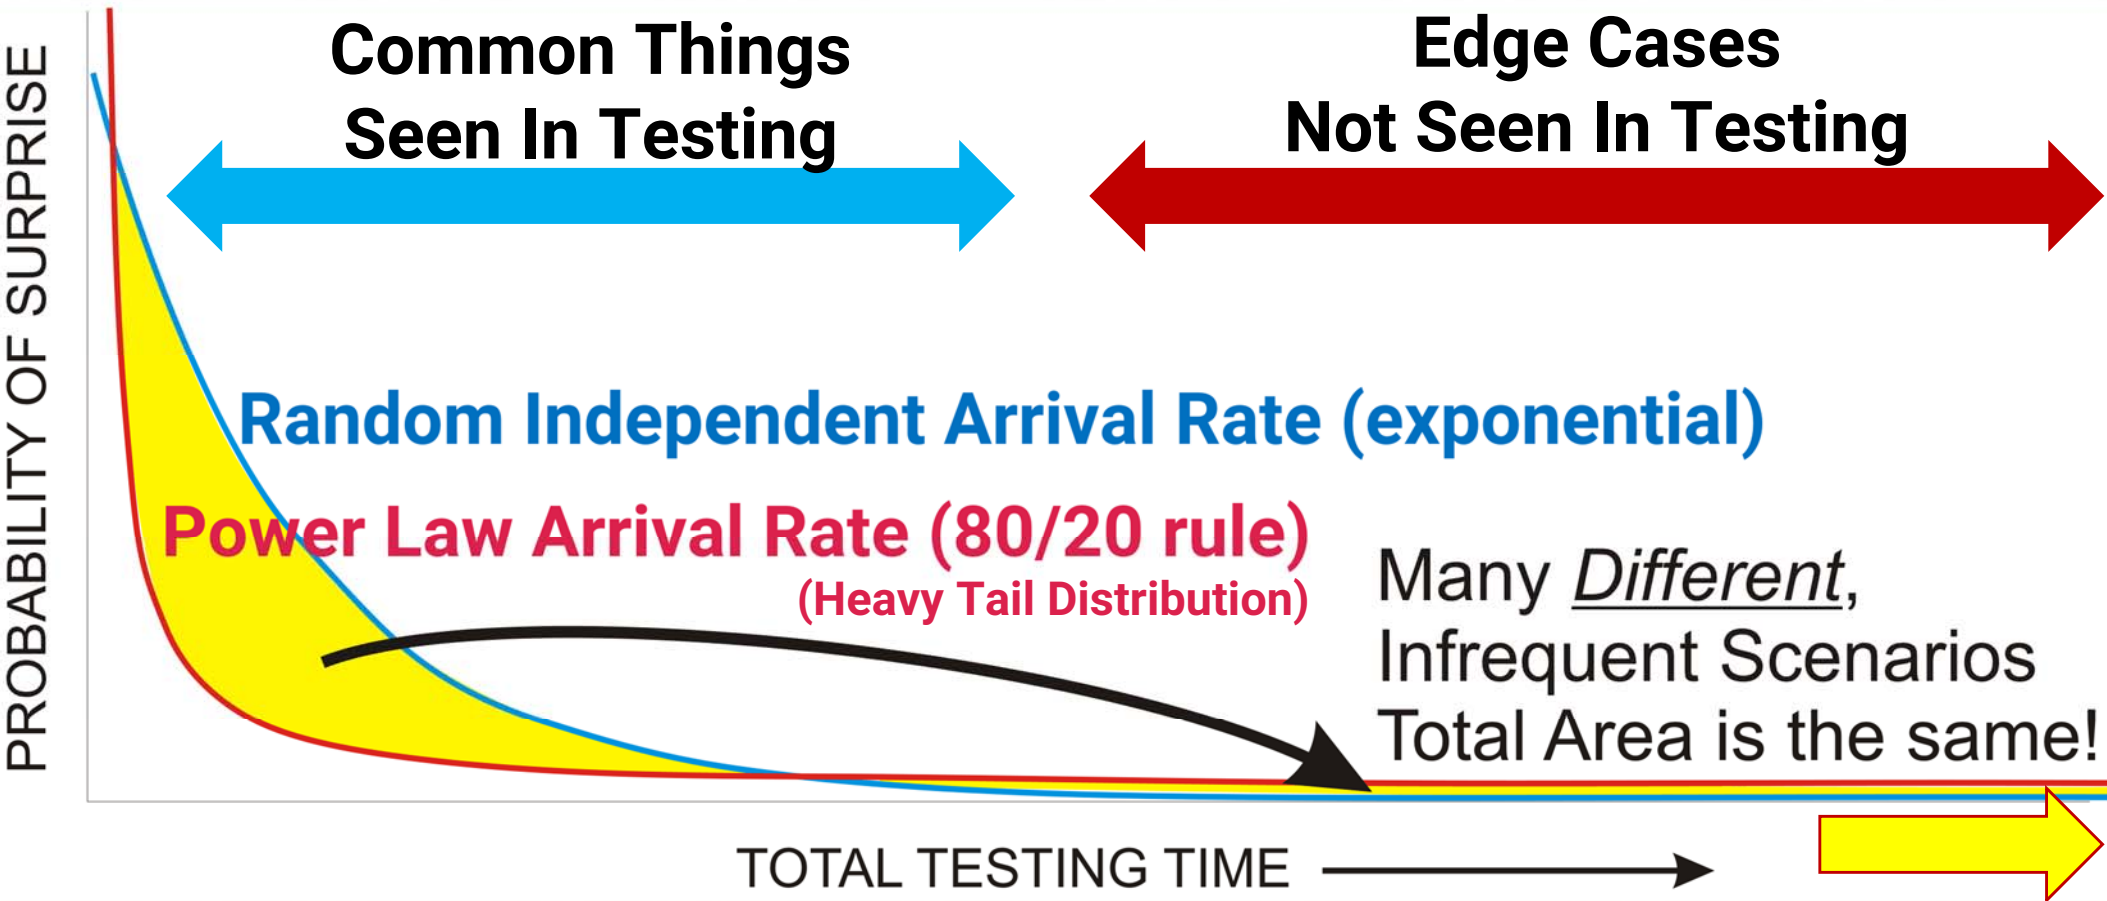 Common Things
Seen In Testing
Edge Cases
Not Seen In Testing
PROBABILITY OF SURPRISE
Random Independent Arrival Rate (exponential)
Power Law Arrival Rate (80/20 rule)
(Heavy Tail Distribution)
Many Different,
Infrequent Scenarios
Total Area is the same!
TOTAL TESTING TIME